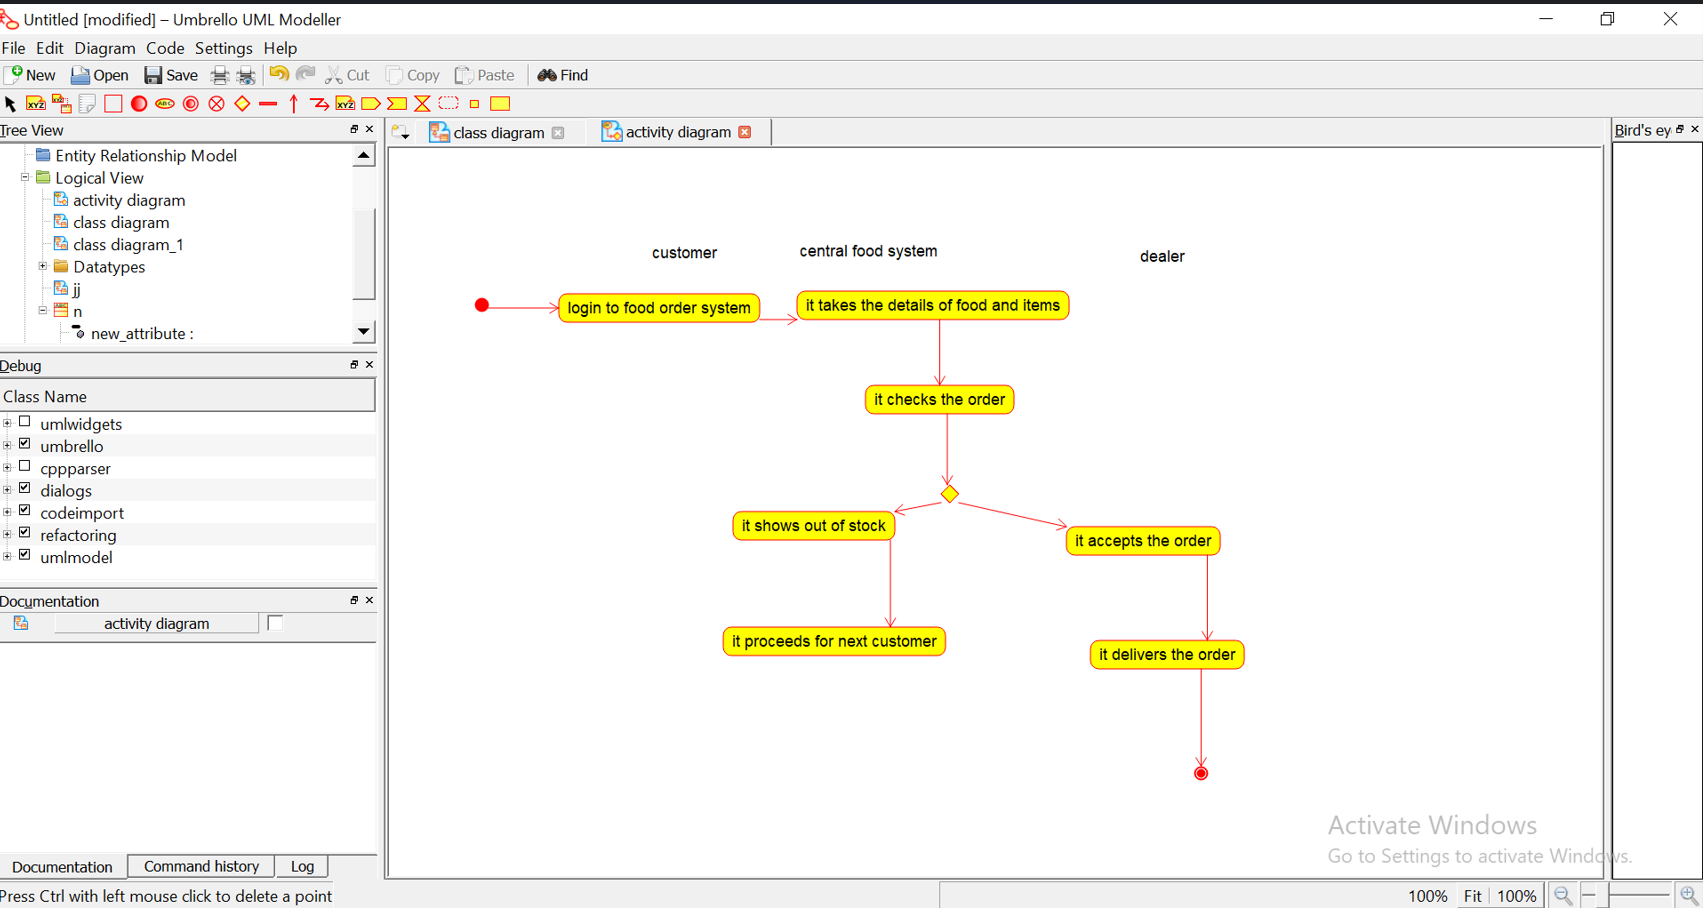 Untitled [modified] – Umbrello UML Modeller
File Edit Diagram Code Settings Help
New Open Save Cut Copy Paste Find
XYZ XYZ ABC XYZ
Tree View
class diagram activity diagram
Bird's ey
Entity Relationship Model
Logical View
activity diagram
class diagram
class diagram_1
Datatypes
jj
n
new_attribute :
Debug
Class Name
umlwidgets
umbrello
cppparser
dialogs
codeimport
refactoring
umlmodel
Documentation
activity diagram
Documentation Command history Log
Press Ctrl with left mouse click to delete a point
customer central food system dealer
login to food order system it takes the details of food and items
it checks the order
it shows out of stock it accepts the order
it proceeds for next customer it delivers the order
Activate Windows
Go to Settings to activate Windows.
100% Fit 100%